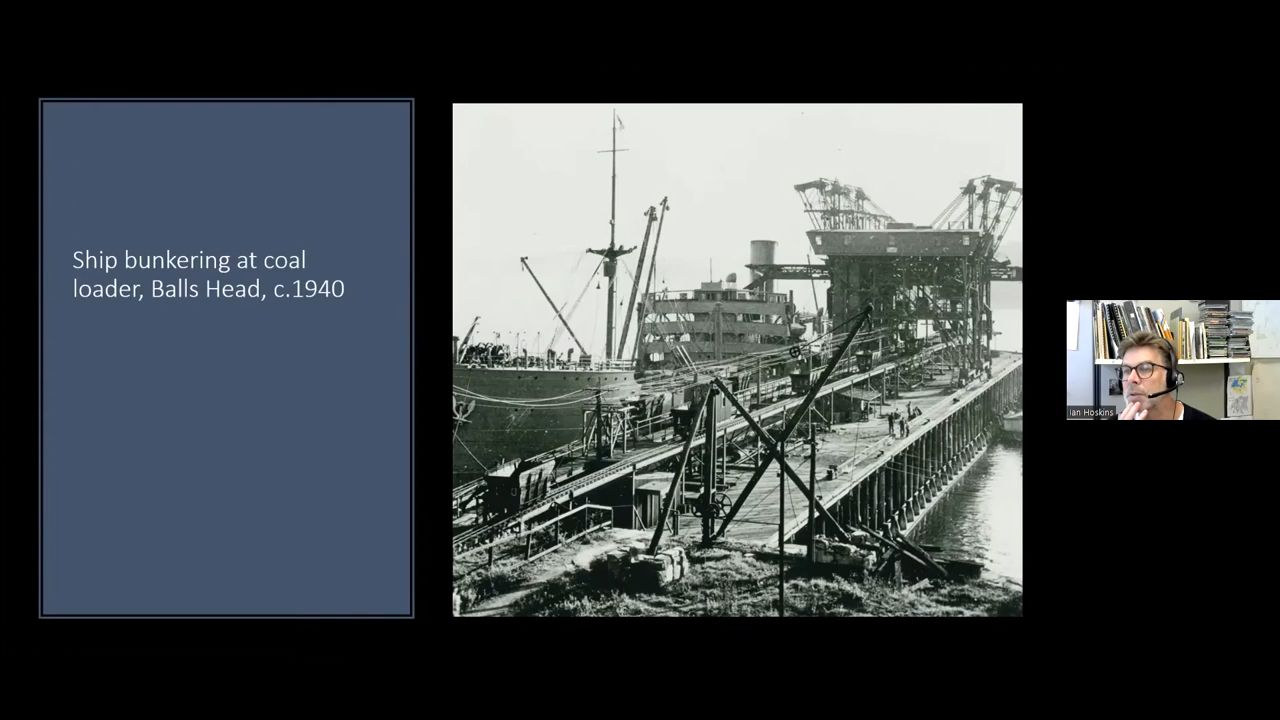 Ship bunkering at coal
loader, Balls Head, c.1940
Ian Hoskins